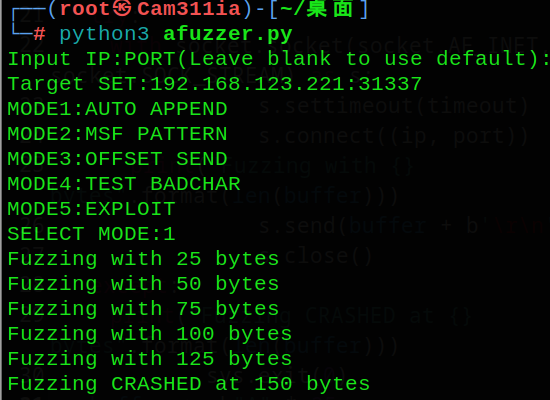 ┌──(root㉿Cam311ia)-[~/桌面]
└─# python3 afuzzer.py
Input IP:PORT(Leave blank to use default):
Target SET:192.168.123.221:31337
MODE1:AUTO APPEND
MODE2:MSF PATTERN
MODE3:OFFSET SEND
MODE4:TEST BADCHAR
MODE5:EXPLOIT
SELECT MODE:1
Fuzzing with 25 bytes
Fuzzing with 50 bytes
Fuzzing with 75 bytes
Fuzzing with 100 bytes
Fuzzing with 125 bytes
Fuzzing CRASHED at 150 bytes